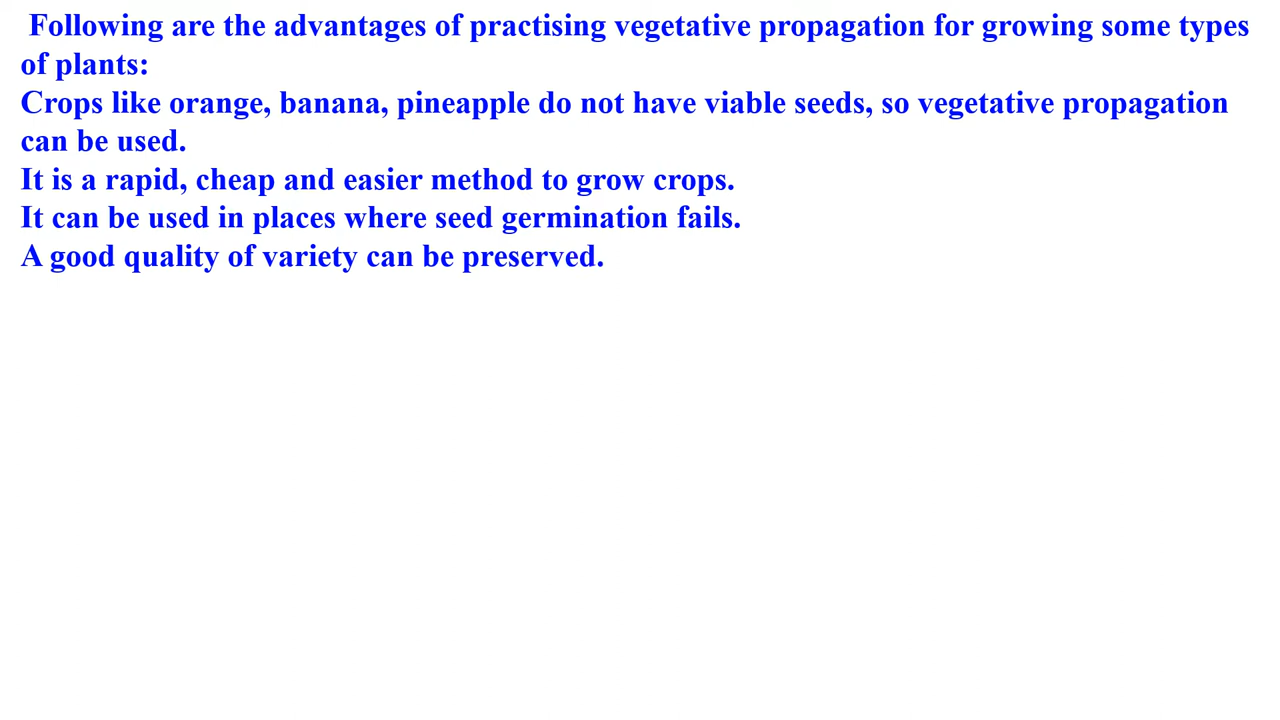 Following are the advantages of practising vegetative propagation for growing some types
of plants:
Crops like orange, banana, pineapple do not have viable seeds, so vegetative propagation
can be used.
It is a rapid, cheap and easier method to grow crops.
It can be used in places where seed germination fails.
A good quality of variety can be preserved.